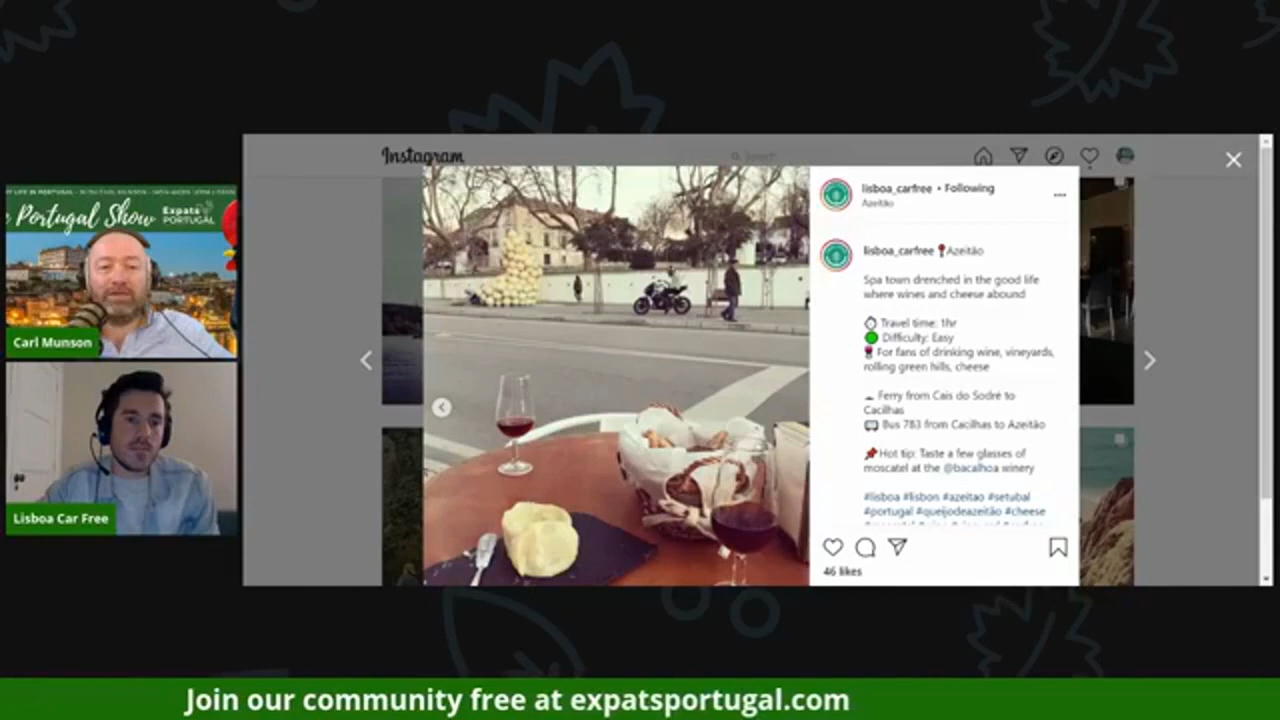 Portugal Show
Expats
PORTUGAL
Carl Munson
Lisboa Car Free
Instagram
Search
lisboa_carfree • Following
Azeitão
lisboa_carfree 📍Azeitão
Spa town drenched in the good life
where wines and cheese abound
Travel time: 1hr
Difficulty: Easy
For fans of drinking wine, vineyards,
rolling green hills, cheese
Ferry from Cais do Sodré to
Cacilhas
Bus 783 from Cacilhas to Azeitão
Hot tip: Taste a few glasses of
moscatel at the @bacalhoa winery
#lisboa #lisbon #azeitao #setubal
#portugal #queijodeazeitão #cheese
46 likes
Join our community free at expatsportugal.com